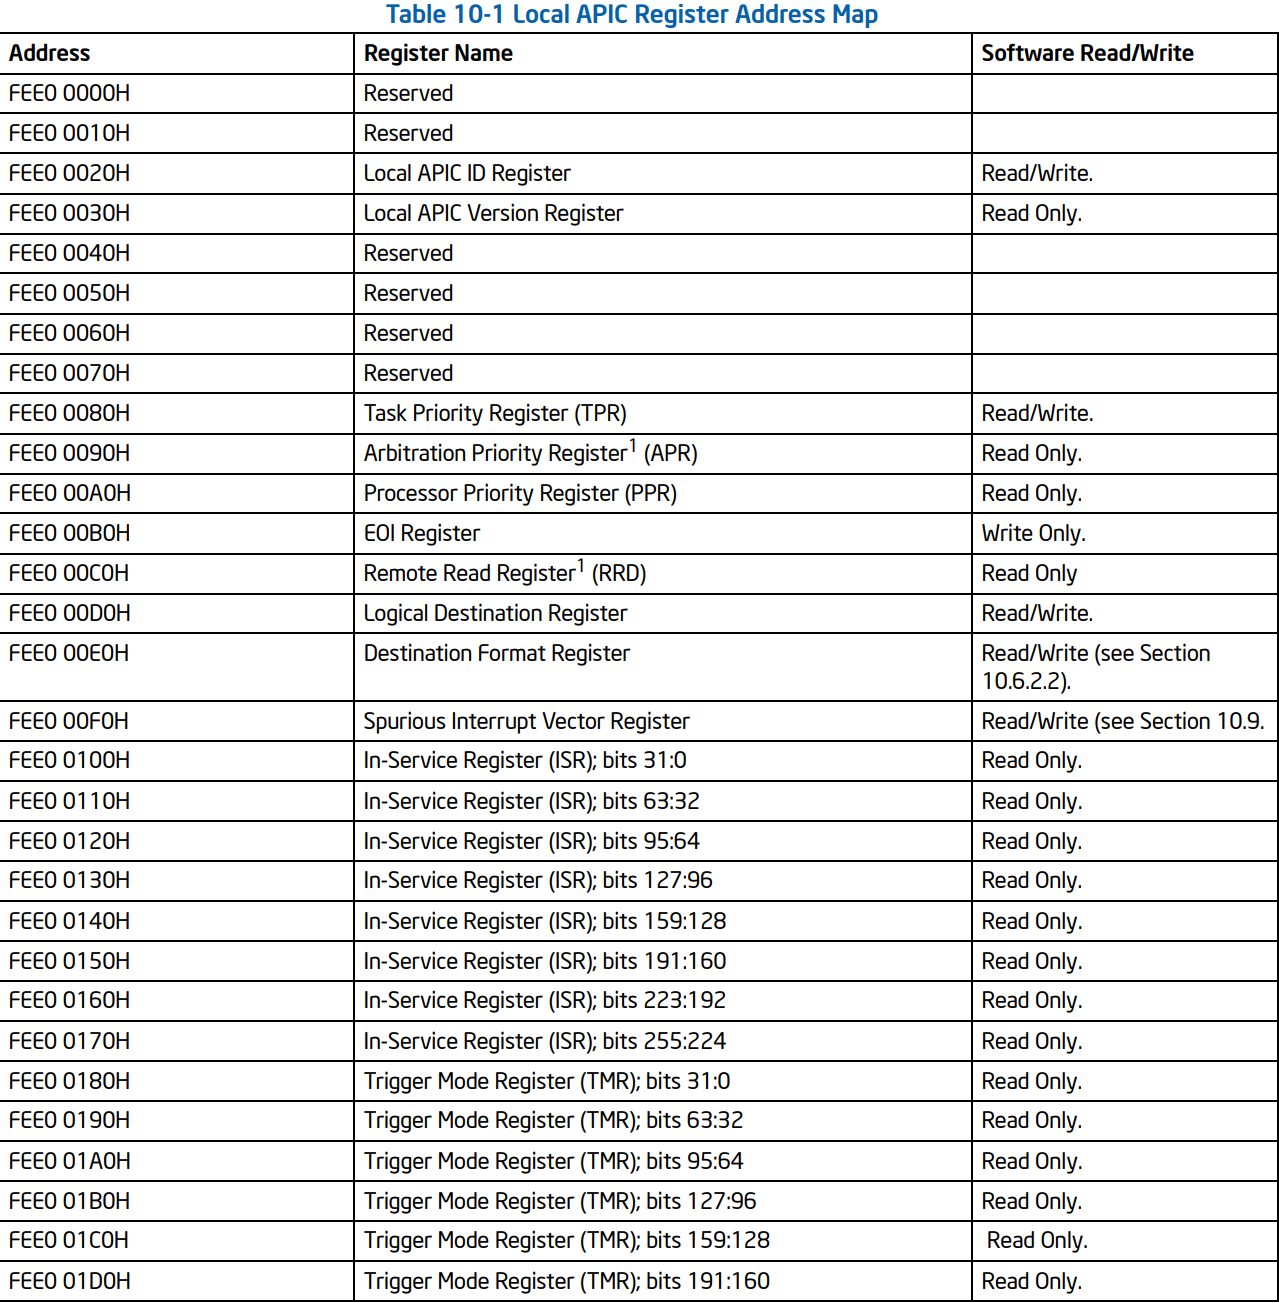 Table 10-1 Local APIC Register Address Map
Address Register Name Software Read/Write
FEE0 0000H Reserved
FEE0 0010H Reserved
FEE0 0020H Local APIC ID Register Read/Write.
FEE0 0030H Local APIC Version Register Read Only.
FEE0 0040H Reserved
FEE0 0050H Reserved
FEE0 0060H Reserved
FEE0 0070H Reserved
FEE0 0080H Task Priority Register (TPR) Read/Write.
FEE0 0090H Arbitration Priority Register1 (APR) Read Only.
FEE0 00A0H Processor Priority Register (PPR) Read Only.
FEE0 00B0H EOI Register Write Only.
FEE0 00C0H Remote Read Register1 (RRD) Read Only
FEE0 00D0H Logical Destination Register Read/Write.
FEE0 00E0H Destination Format Register Read/Write (see Section
10.6.2.2).
FEE0 00F0H Spurious Interrupt Vector Register Read/Write (see Section 10.9.
FEE0 0100H In-Service Register (ISR); bits 31:0 Read Only.
FEE0 0110H In-Service Register (ISR); bits 63:32 Read Only.
FEE0 0120H In-Service Register (ISR); bits 95:64 Read Only.
FEE0 0130H In-Service Register (ISR); bits 127:96 Read Only.
FEE0 0140H In-Service Register (ISR); bits 159:128 Read Only.
FEE0 0150H In-Service Register (ISR); bits 191:160 Read Only.
FEE0 0160H In-Service Register (ISR); bits 223:192 Read Only.
FEE0 0170H In-Service Register (ISR); bits 255:224 Read Only.
FEE0 0180H Trigger Mode Register (TMR); bits 31:0 Read Only.
FEE0 0190H Trigger Mode Register (TMR); bits 63:32 Read Only.
FEE0 01A0H Trigger Mode Register (TMR); bits 95:64 Read Only.
FEE0 01B0H Trigger Mode Register (TMR); bits 127:96 Read Only.
FEE0 01C0H Trigger Mode Register (TMR); bits 159:128 Read Only.
FEE0 01D0H Trigger Mode Register (TMR); bits 191:160 Read Only.